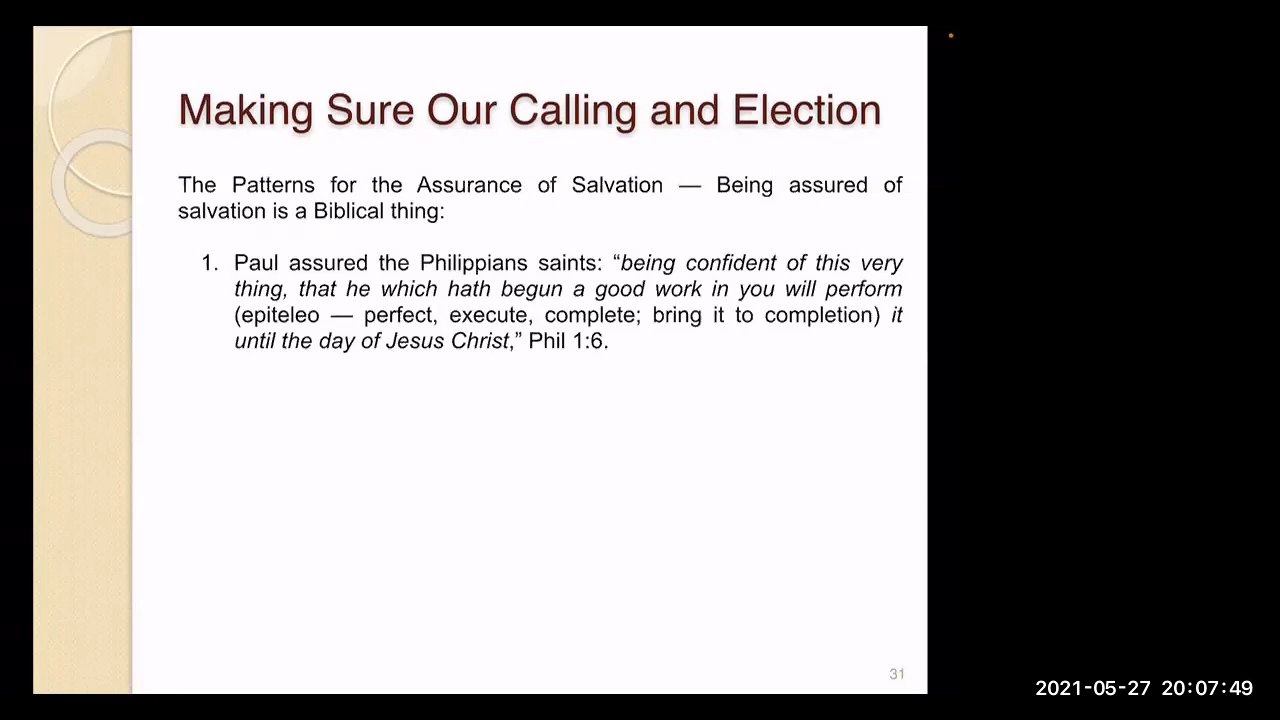 Making Sure Our Calling and Election
The Patterns for the Assurance of Salvation — Being assured of
salvation is a Biblical thing:
1. Paul assured the Philippians saints: “being confident of this very
thing, that he which hath begun a good work in you will perform
(epiteleo — perfect, execute, complete; bring it to completion) it
until the day of Jesus Christ,” Phil 1:6.
31
2021-05-27 20:07:49